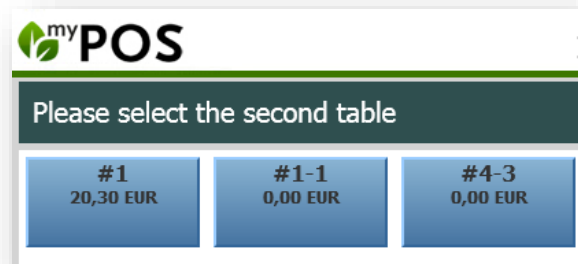 myPOS
Please select the second table
#1 #1-1 #4-3
20,30 EUR 0,00 EUR 0,00 EUR